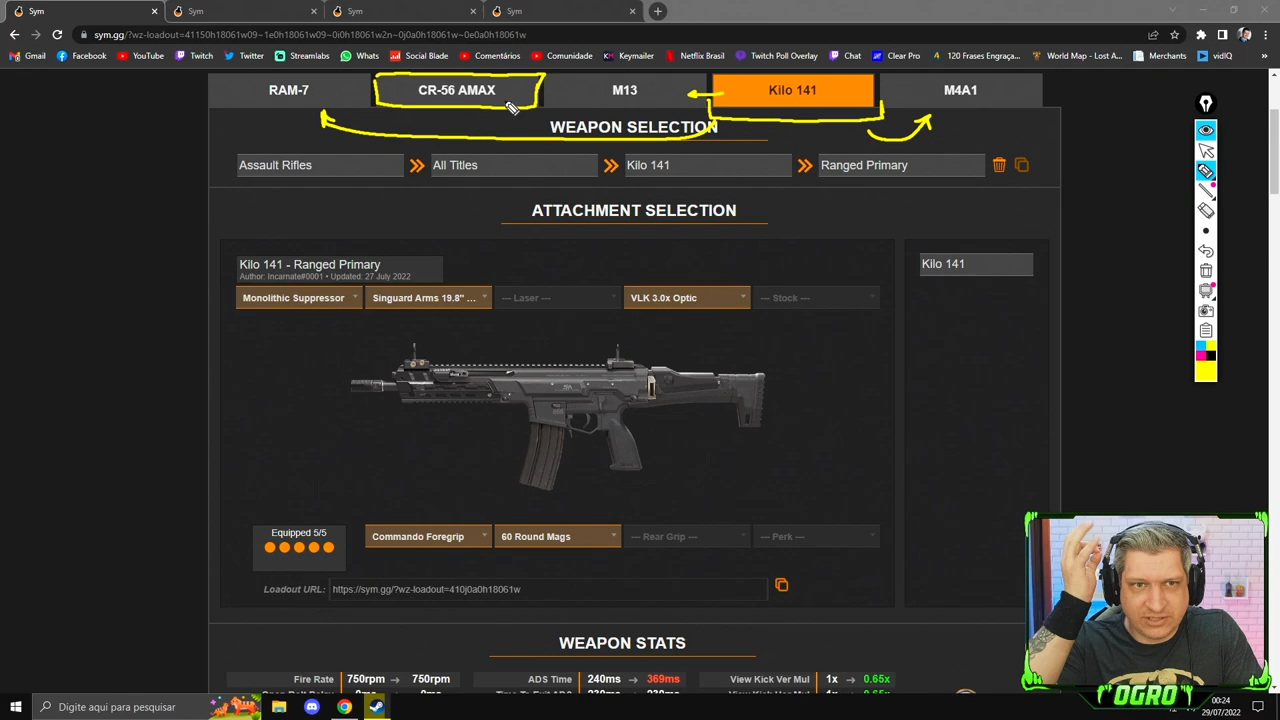 Sym
Sym
Sym
Sym
sym.gg/?wz-loadout=41150h18061w09~1e0h18061w09~0i0h18061w2n~0j0a0h18061w~0e0a0h18061w
Gmail
Facebook
YouTube
Twitch
Twitter
Streamlabs
Whats
Social Blade
Comentários
Comunidade
Keymailer
Netflix Brasil
Twitch Poll Overlay
Chat
Clear Pro
120 Frases Engraç...
World Map - Lost A...
Merchands
vidIQ
RAM-7
CR-56 AMAX
M13
Kilo 141
M4A1
WEAPON SELECTION
Assault Rifles
All Titles
Kilo 141
Ranged Primary
ATTACHMENT SELECTION
Kilo 141 - Ranged Primary
Author: Incarnate#0001 • Updated: 27 July 2022
Kilo 141
Monolithic Suppressor
Singuard Arms 19.8" ...
--- Laser ---
VLK 3.0x Optic
--- Stock ---
Equipped 5/5
Commando Foregrip
60 Round Mags
--- Rear Grip ---
--- Perk ---
Loadout URL:
https://sym.gg/?wz-loadout=410j0a0h18061w
WEAPON STATS
Fire Rate 750rpm → 750rpm
ADS Time 240ms → 369ms
View Kick Ver Mul 1x → 0.65x
OGRO
Digite aqui para pesquisar
00:24
29/07/2022